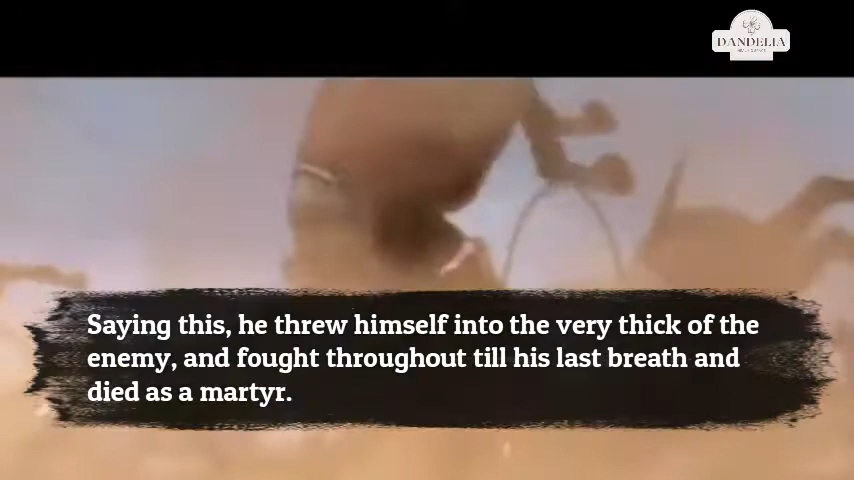 DANDELIA
Saying this, he threw himself into the very thick of the
enemy, and fought throughout till his last breath and
died as a martyr.